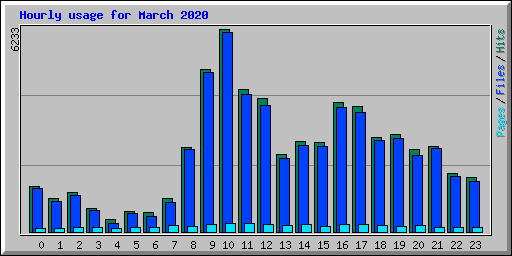 Hourly usage for March 2020
6233
Pages/Files/Hits
0 1 2 3 4 5 6 7 8 9 10 11 12 13 14 15 16 17 18 19 20 21 22 23